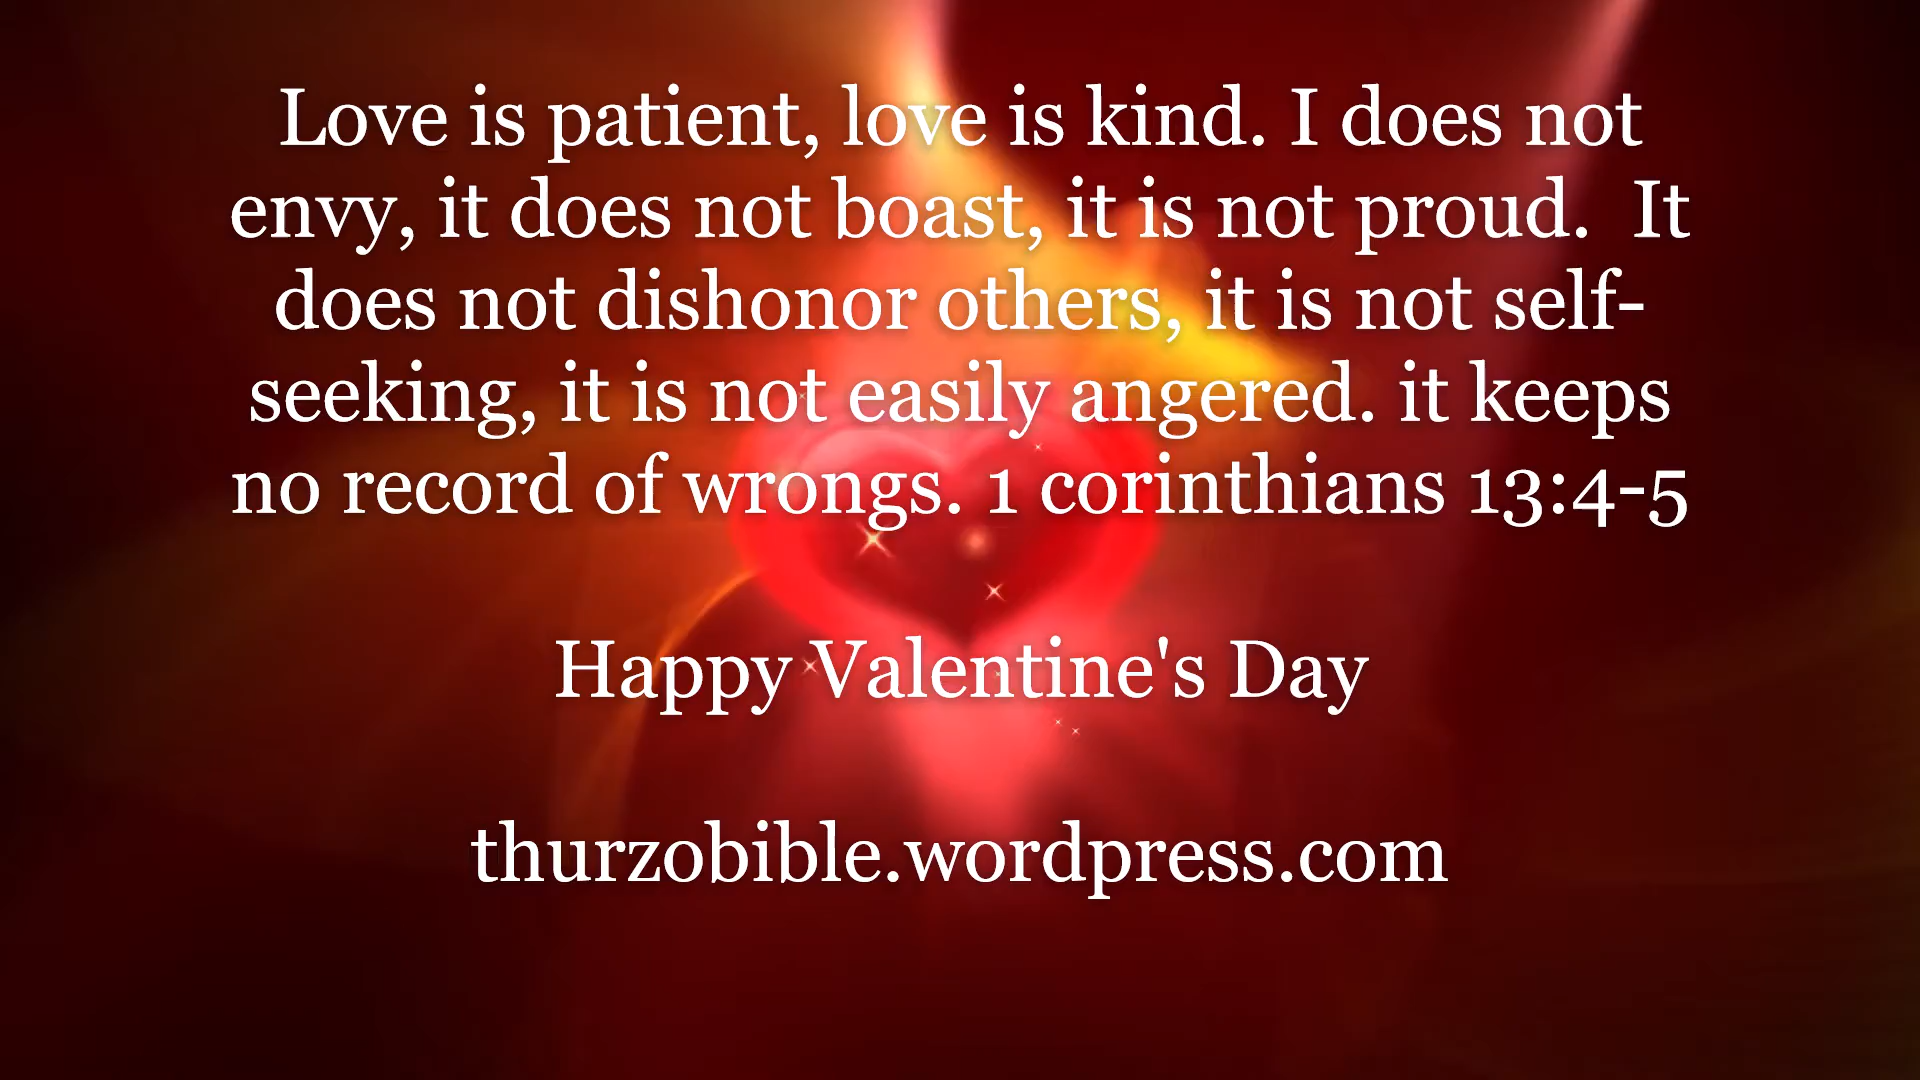 Love is patient, love is kind. I does not
envy, it does not boast, it is not proud.  It
does not dishonor others, it is not self-
seeking, it is not easily angered. it keeps
no record of wrongs. 1 corinthians 13:4-5
Happy Valentine's Day
thurzobible.wordpress.com